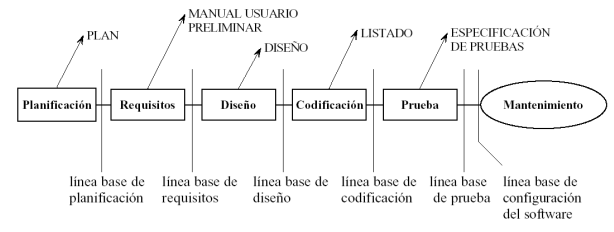 PLAN
MANUAL USUARIO
PRELIMINAR
DISEÑO
LISTADO
ESPECIFICACIÓN
DE PRUEBAS
Planificación
Requisitos
Diseño
Codificación
Prueba
Mantenimiento
línea base de
planificación
línea base de
requisitos
línea base de
diseño
línea base de
codificación
línea base
de prueba
línea base de
configuración
del software